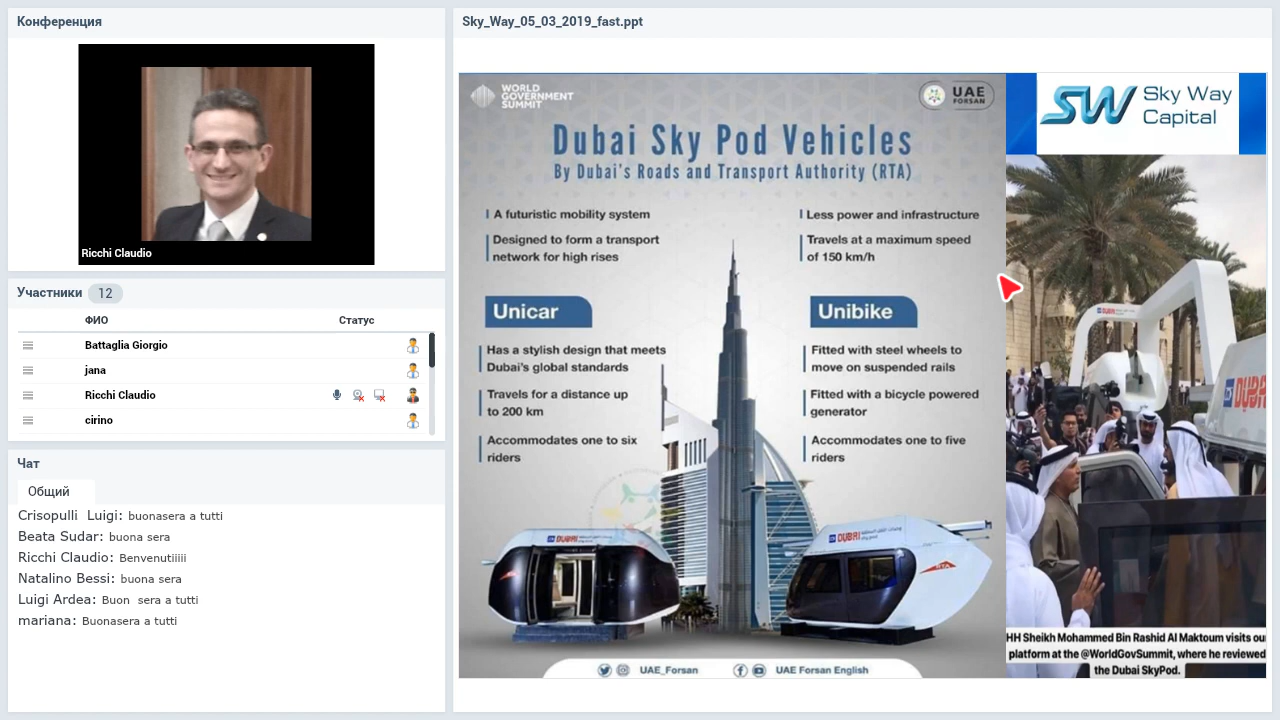 Конференция
Ricchi Claudio
Участники 12
ФИО
Статус
Battaglia Giorgio
jana
Ricchi Claudio
cirino
Чат
Общий
Crisopulli Luigi: buonasera a tutti
Beata Sudar: buona sera
Ricchi Claudio: Benvenutiiiii
Natalino Bessi: buona sera
Luigi Ardea: Buon sera a tutti
mariana: Buonasera a tutti
Sky_Way_05_03_2019_fast.ppt
WORLD
GOVERNMENT
SUMMIT
UAE
FORSAN
Dubai Sky Pod Vehicles
By Dubai's Roads and Transport Authority (RTA)
A futuristic mobility system
Designed to form a transport
network for high rises
Less power and infrastructure
Travels at a maximum speed
of 150 km/h
Unicar
Has a stylish design that meets
Dubai's global standards
Travels for a distance up
to 200 km
Accommodates one to six
riders
Unibike
Fitted with steel wheels to
move on suspended rails
Fitted with a bicycle powered
generator
Accommodates one to five
riders
DUBAI
DUBAI
RTA
UAE_Forsan
UAE Forsan English
SW Sky Way
Capital
DUBAI
HH Sheikh Mohammed Bin Rashid Al Maktoum visits ou
platform at the @WorldGovSummit, where he reviewed
the Dubai SkyPod.